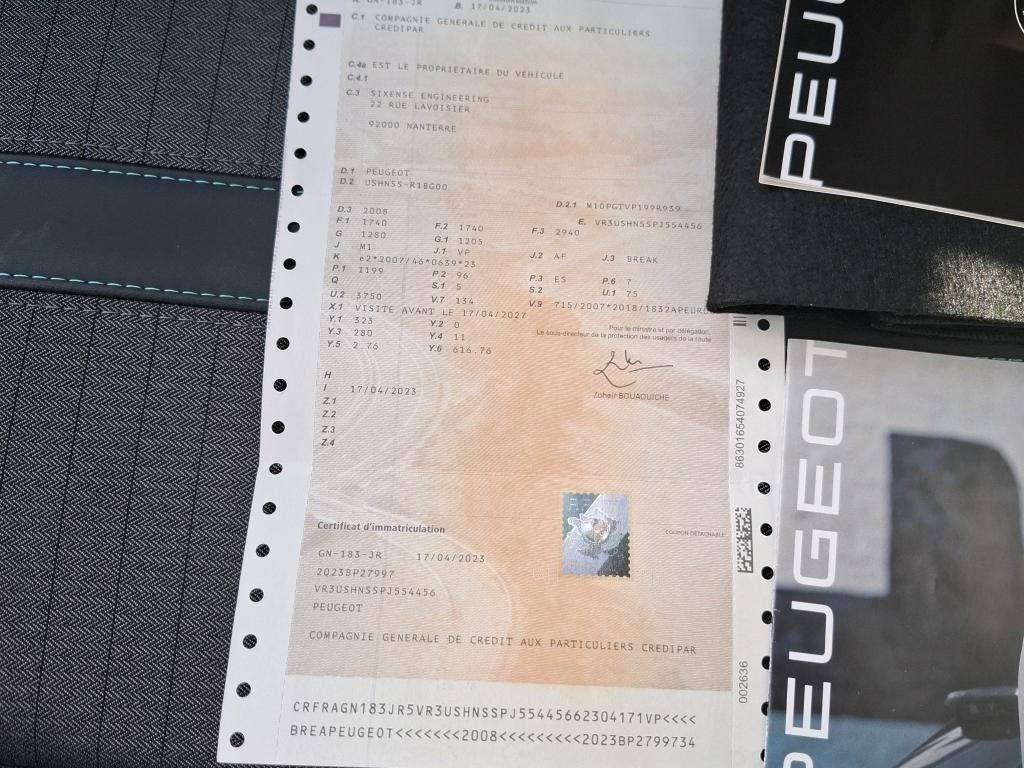 A. GN-183-JR B. 17/04/2023
C.1 COMPAGNIE GENERALE DE CREDIT AUX PARTICULIERS
CREDIPAR
C.4a EST LE PROPRIÉTAIRE DU VÉHICULE
C.4.1
C.3 SIXENSE ENGINEERING
22 RUE LAVOISIER
92000 NANTERRE
D.1 PEUGEOT
D.2 USHNSS-R1BG00
D.2.1 M10PGTVP199R939
D.3 2008 E. VR3USHNSSPJ554456
F.1 1740 F.2 1740 F.3 2940
G 1280 G.1 1205
J M1 J.1 VP J.2 AF J.3 BREAK
K e2*2007/46*0639*23
P.1 1199 P.2 96 P.3 ES P.6 7
Q S.1 5 S.2 U.1 75
U.2 3750 V.7 134 V.9 715/2007*2018/1832APEURO
X.1 VISITE AVANT LE 17/04/2027
Y.1 323 Y.2 0
Y.3 280 Y.4 11
Y.5 2.76 Y.6 616.76
Pour le ministre et par délégation,
Le sous-directeur de la protection des usagers de la route
Zoheir BOUAOUICHE
H
I 17/04/2023
Z.1
Z.2
Z.3
Z.4
86301654074927
Certificat d'immatriculation
COUPON DÉTACHABLE
GN-183-JR 17/04/2023
2023BP27997
VR3USHNSSPJ554456
PEUGEOT
COMPAGNIE GENERALE DE CREDIT AUX PARTICULIERS CREDIPAR
002636
CRFRAGN183JR5VR3USHNSSPJ55445662304171VP<<<<
BREAPEUGEOT<<<<<<<2008<<<<<<<<<2023BP2799734
PEU
PEUGEOT
PEUGEOT